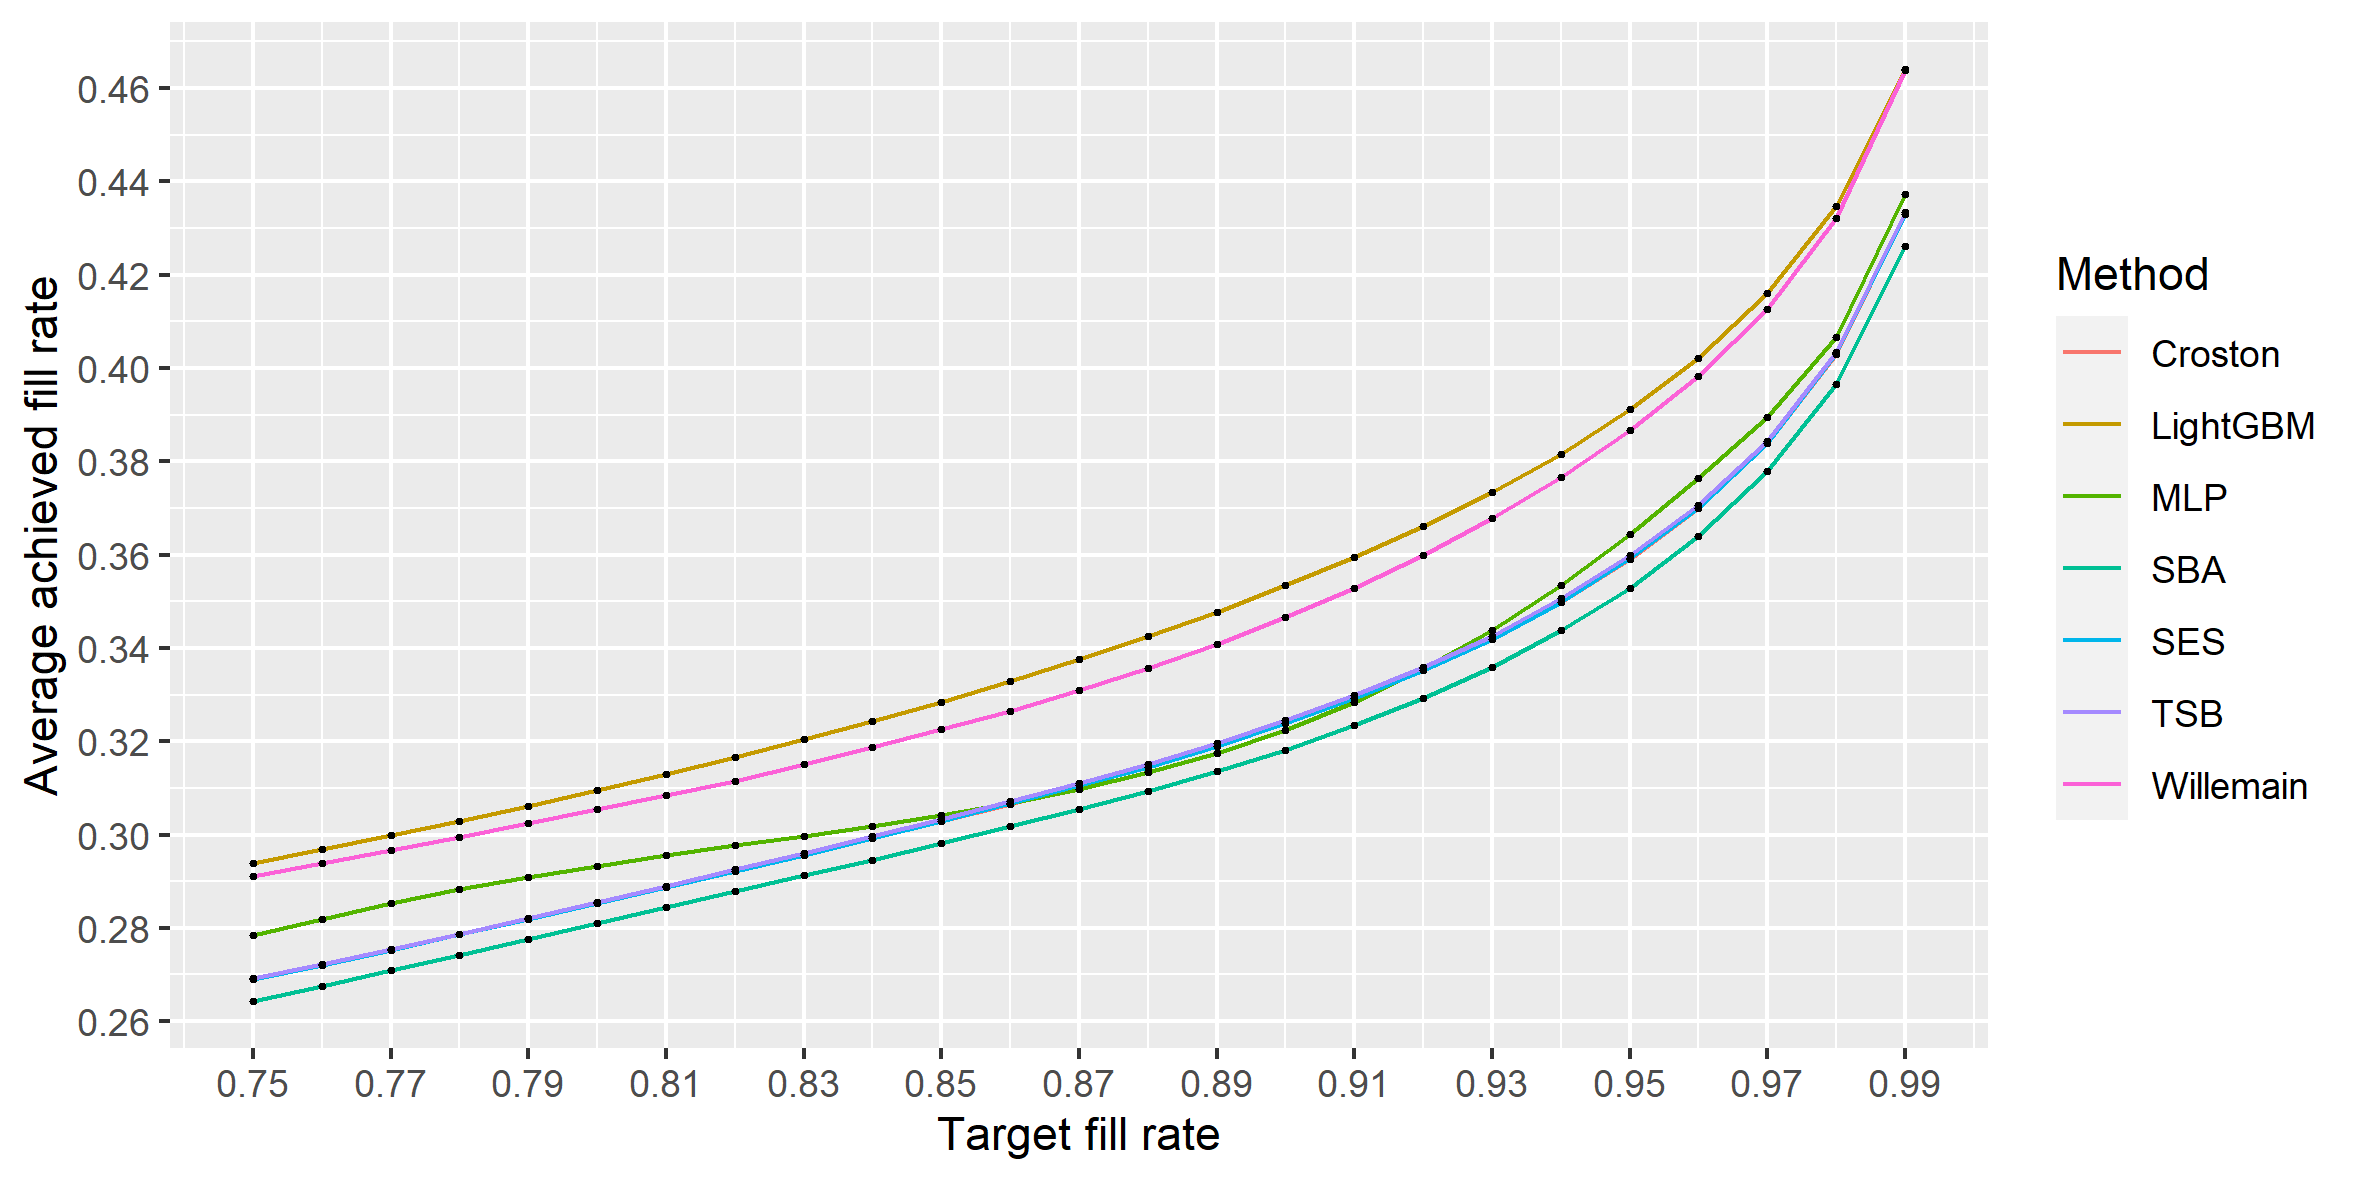 Average achieved fill rate
0.46
0.44
0.42
0.40
0.38
0.36
0.34
0.32
0.30
0.28
0.26
0.75 0.77 0.79 0.81 0.83 0.85 0.87 0.89 0.91 0.93 0.95 0.97 0.99
Target fill rate
Method
Croston
LightGBM
MLP
SBA
SES
TSB
Willemain